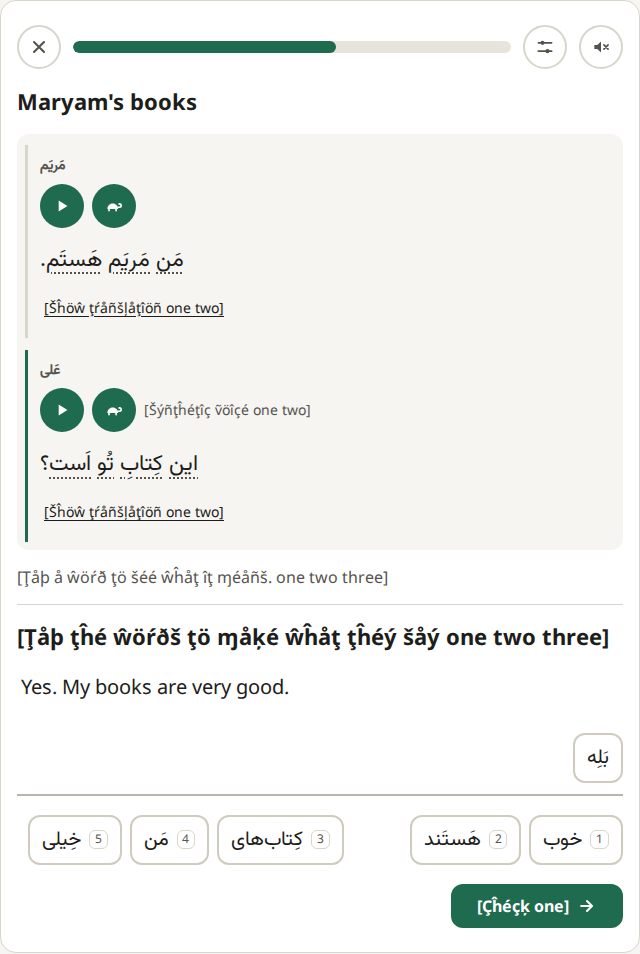 Maryam's books
مَریَم
مَن مَریَم هَستَم.
[Šĥöŵ ţŕåñšļåţîöñ one two]
عَلی
[Šýñţĥéţîç ṽöîçé one two]
این کِتابِ تُو اَست؟
[Šĥöŵ ţŕåñšļåţîöñ one two]
[Ţåþ å ŵöŕð ţö šéé ŵĥåţ îţ ɱéåñš. one two three]
[Ţåþ ţĥé ŵöŕðš ţö ɱåķé ŵĥåţ ţĥéý šåý one two three]
Yes. My books are very good.
بَلِه
خوب 1 هَستَند 2 کِتاب‌های 3 مَن 4 خِیلی 5
[Çĥéçķ one]